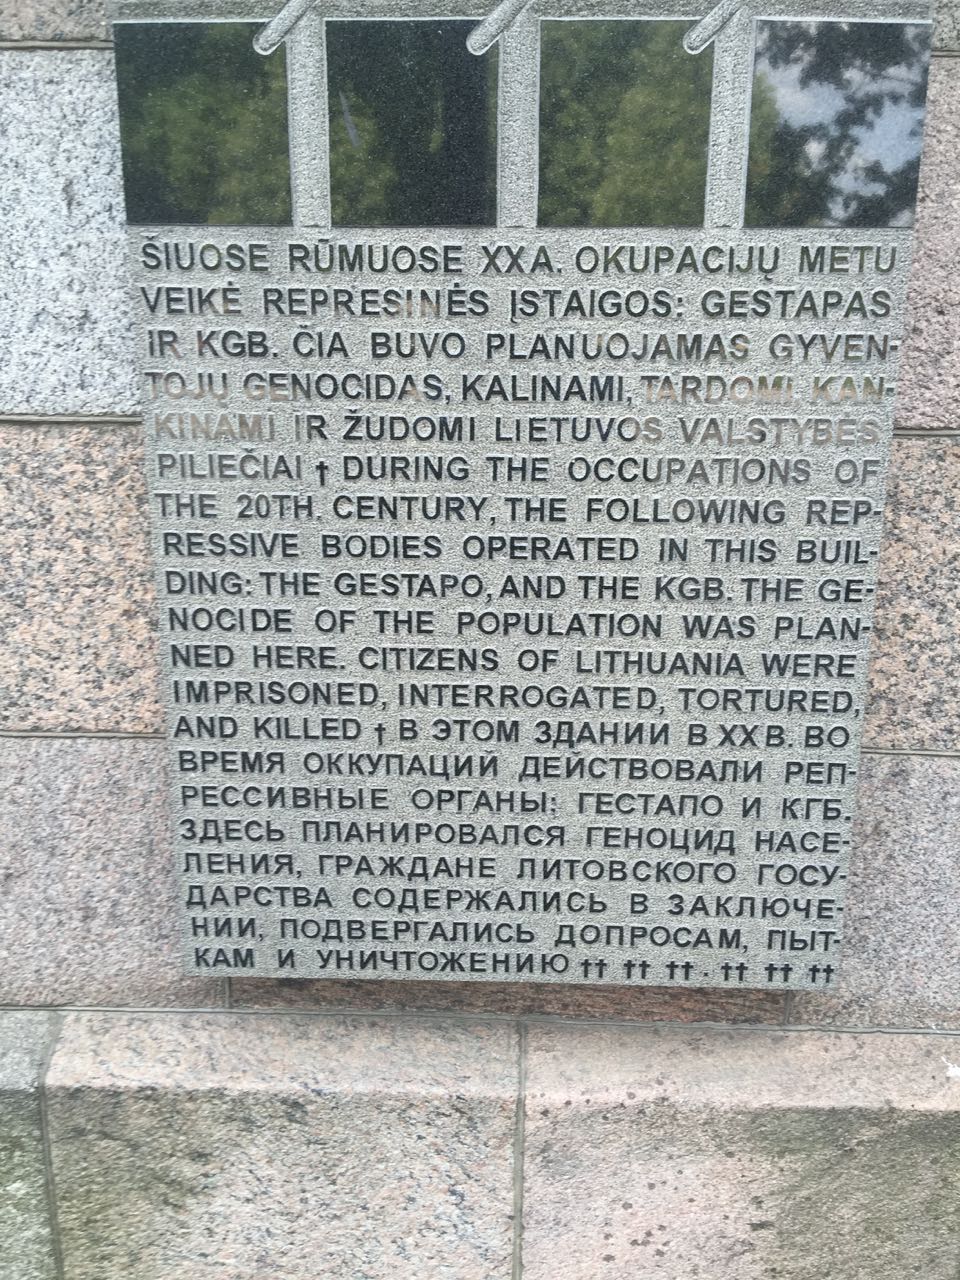 ŠIUOSE RŪMUOSE XXA. OKUPACIJŲ METU
VEIKĖ REPRESINĖS ĮSTAIGOS: GESTAPAS
IR KGB. ČIA BUVO PLANUOJAMAS GYVEN-
TOJŲ GENOCIDAS, KALINAMI, TARDOMI, KAN-
KINAMI IR ŽUDOMI LIETUVOS VALSTYBĖS
PILIEČIAI † DURING THE OCCUPATIONS OF
THE 20TH. CENTURY, THE FOLLOWING REP-
RESSIVE BODIES OPERATED IN THIS BUIL-
DING: THE GESTAPO, AND THE KGB. THE GE-
NOCIDE OF THE POPULATION WAS PLAN-
NED HERE. CITIZENS OF LITHUANIA WERE
IMPRISONED, INTERROGATED, TORTURED,
AND KILLED † В ЭТОМ ЗДАНИИ В XX В. ВО
ВРЕМЯ ОККУПАЦИЙ ДЕЙСТВОВАЛИ РЕП-
РЕССИВНЫЕ ОРГАНЫ: ГЕСТАПО И КГБ.
ЗДЕСЬ ПЛАНИРОВАЛСЯ ГЕНОЦИД НАСЕ-
ЛЕНИЯ, ГРАЖДАНЕ ЛИТОВСКОГО ГОСУ-
ДАРСТВА СОДЕРЖАЛИСЬ В ЗАКЛЮЧЕ-
НИИ, ПОДВЕРГАЛИСЬ ДОПРОСАМ, ПЫТ-
КАМ И УНИЧТОЖЕНИЮ †† †† †† . †† †† ††